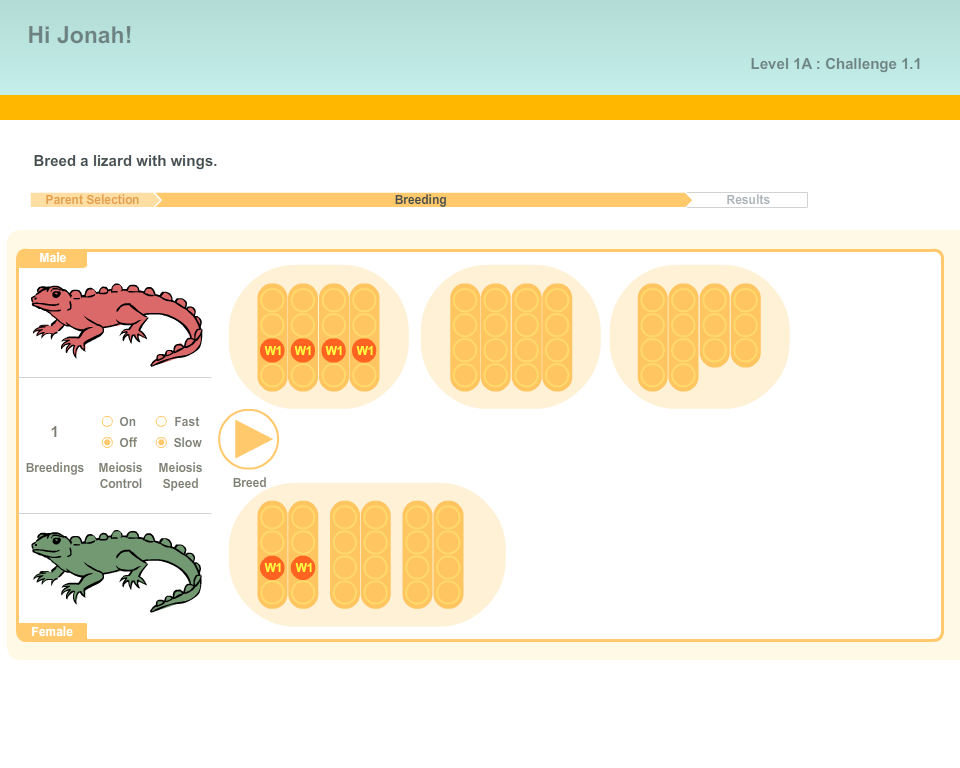 Hi Jonah!
Level 1A : Challenge 1.1
Breed a lizard with wings.
Parent Selection
Breeding
Results
Male
W1 W1 W1 W1
1
Breedings
On
Off
Meiosis
Control
Fast
Slow
Meiosis
Speed
Breed
W1 W1
Female